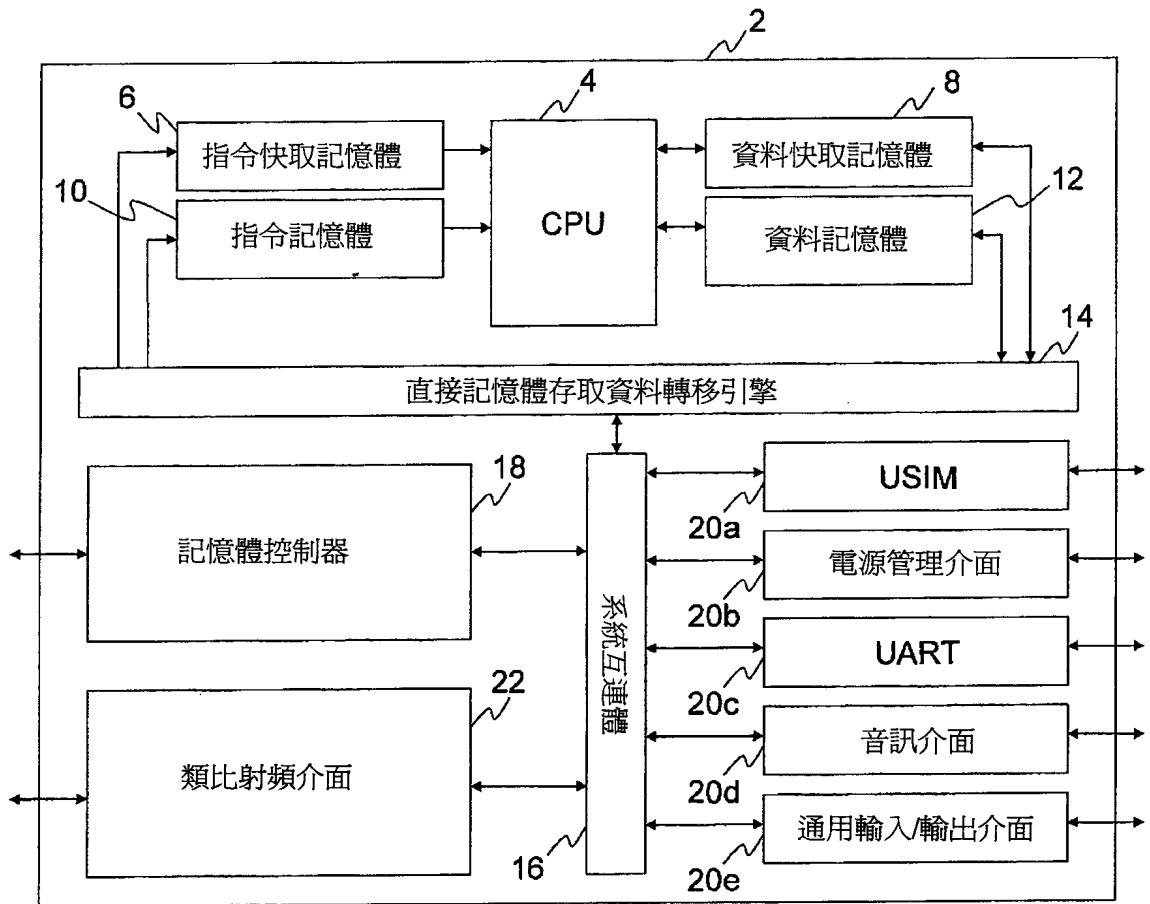 2
6
4
8
指令快取記憶體
資料快取記憶體
10
12
指令記憶體
CPU
資料記憶體
14
直接記憶體存取資料轉移引擎
18
USIM
20a
記憶體控制器
電源管理介面
20b
系統互連體
UART
22
20c
類比射頻介面
音訊介面
20d
16
通用輸入/輸出介面
20e